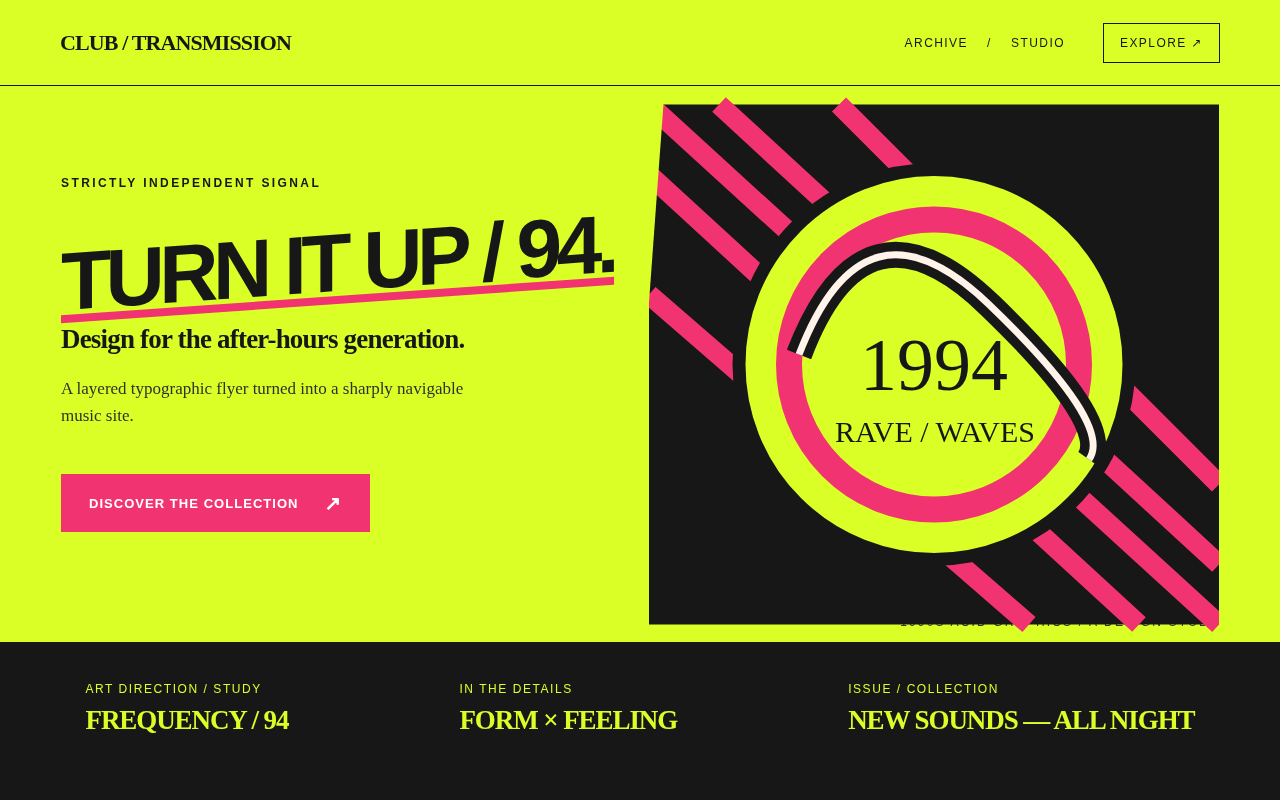 CLUB / TRANSMISSION
ARCHIVE / STUDIO
EXPLORE ↗
STRICTLY INDEPENDENT SIGNAL
TURN IT UP / 94.
Design for the after-hours generation.
A layered typographic flyer turned into a sharply navigable
music site.
DISCOVER THE COLLECTION ↗
1994
RAVE / WAVES
ART DIRECTION / STUDY
FREQUENCY / 94
IN THE DETAILS
FORM × FEELING
ISSUE / COLLECTION
NEW SOUNDS — ALL NIGHT